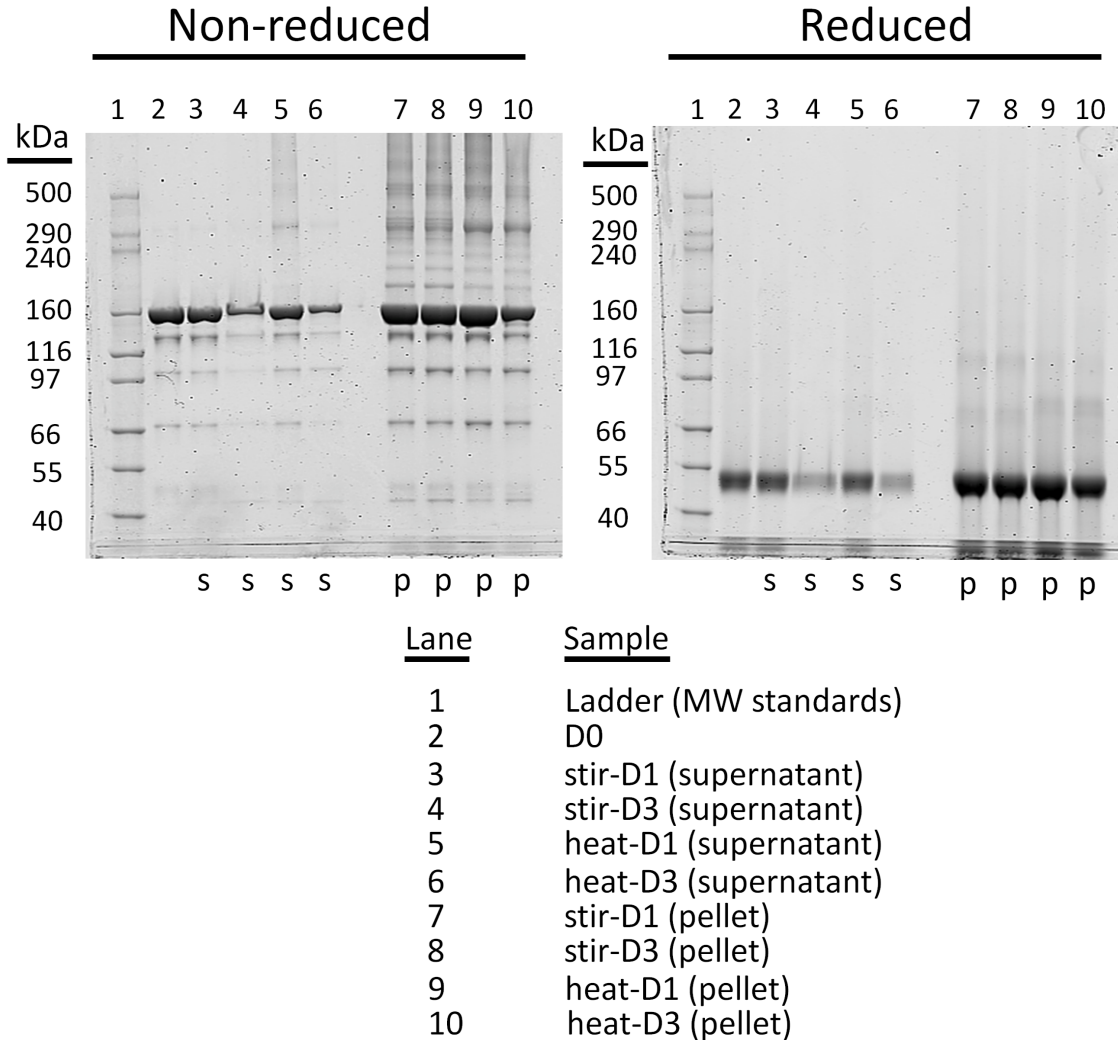 Non-reduced
Reduced
1 2 3 4 5 6 7 8 9 10
1 2 3 4 5 6 7 8 9 10
kDa
500
290
240
160
116
97
66
55
40
kDa
500
290
240
160
116
97
66
55
40
s s s s p p p p
s s s s p p p p
Lane Sample
1 Ladder (MW standards)
2 D0
3 stir-D1 (supernatant)
4 stir-D3 (supernatant)
5 heat-D1 (supernatant)
6 heat-D3 (supernatant)
7 stir-D1 (pellet)
8 stir-D3 (pellet)
9 heat-D1 (pellet)
10 heat-D3 (pellet)